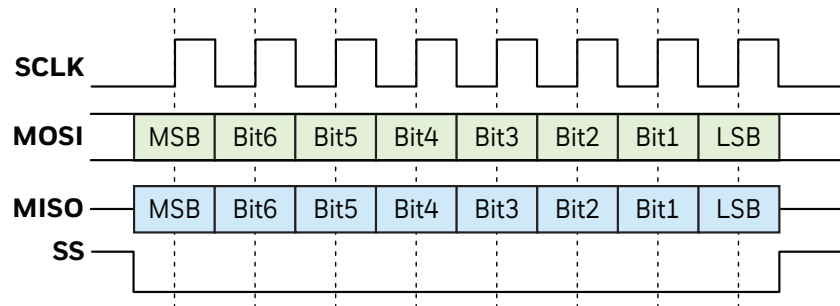 SCLK
MOSI MSB Bit6 Bit5 Bit4 Bit3 Bit2 Bit1 LSB
MISO MSB Bit6 Bit5 Bit4 Bit3 Bit2 Bit1 LSB
SS